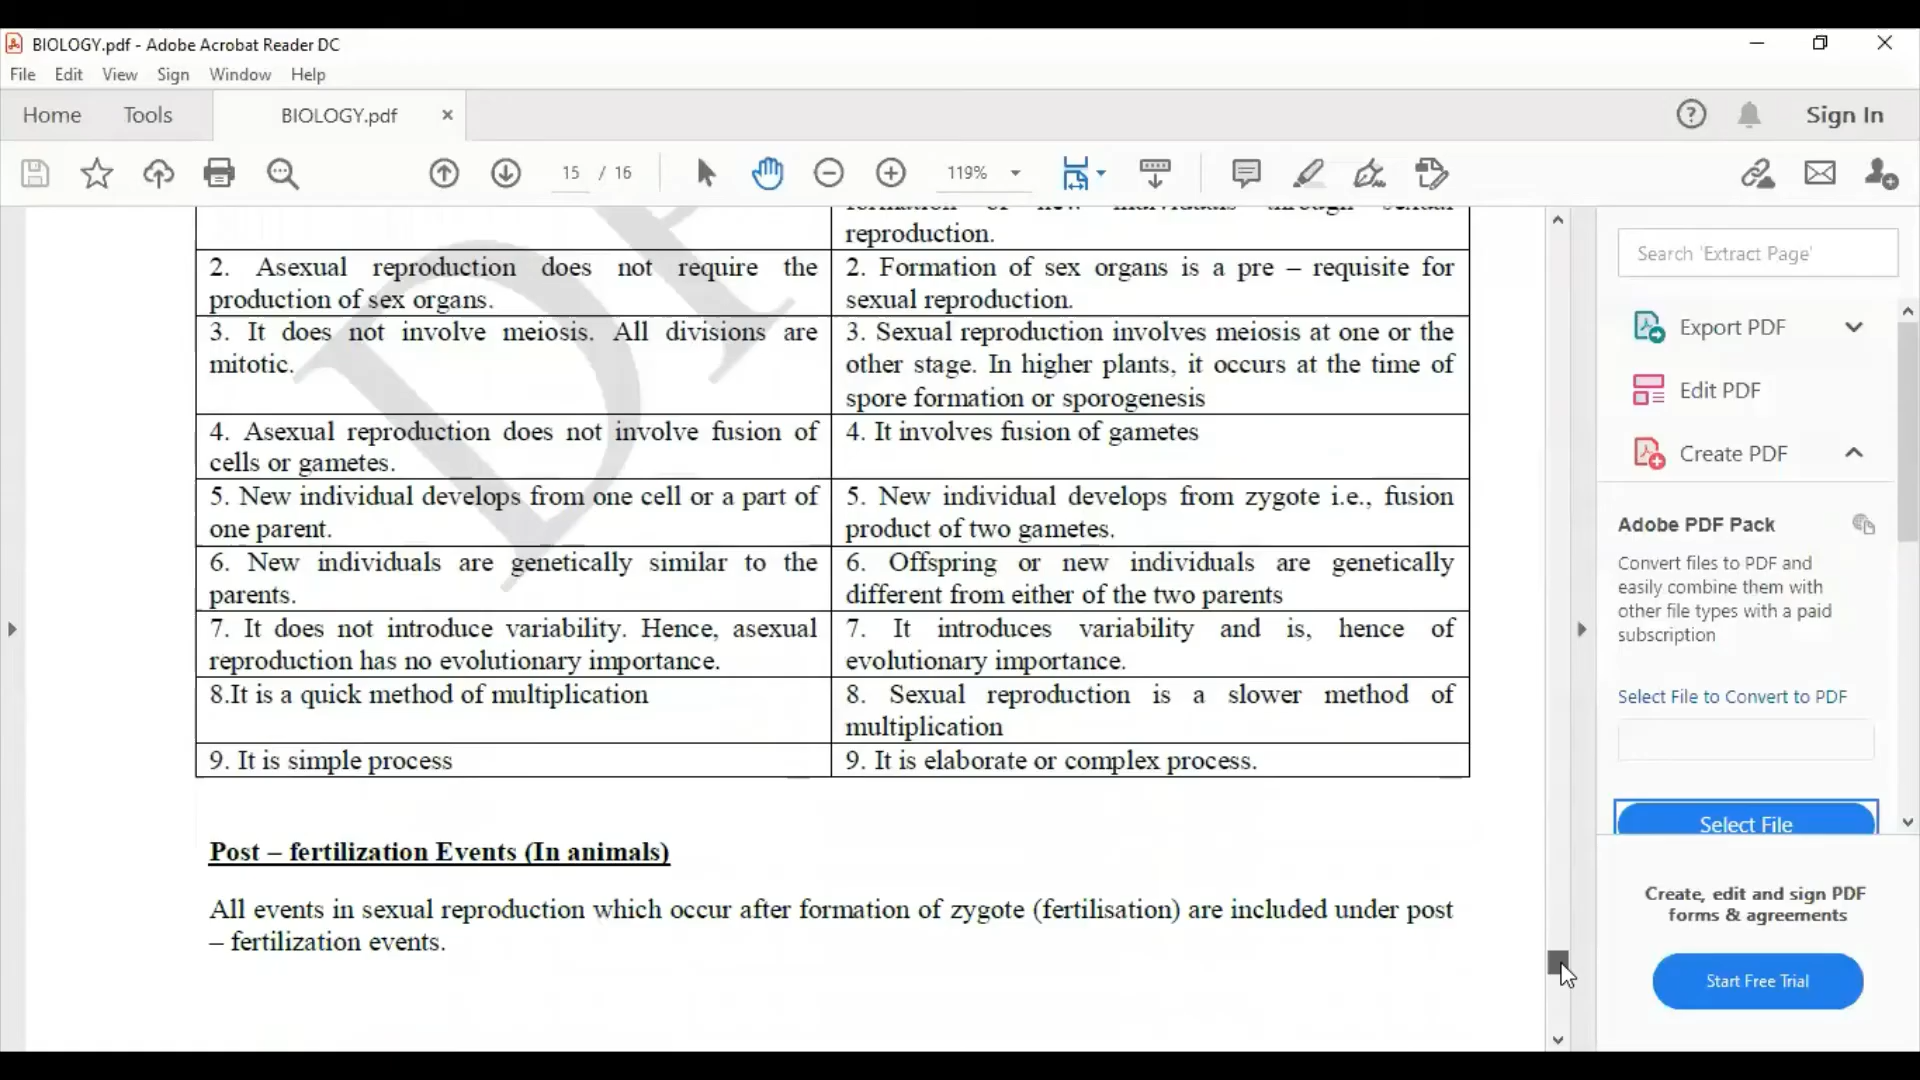 BIOLOGY.pdf - Adobe Acrobat Reader DC
File Edit View Sign Window Help
Home Tools BIOLOGY.pdf × Sign In
15 / 16 119%
formation of new individuals through sexual
reproduction.
2. Asexual reproduction does not require the
production of sex organs.
2. Formation of sex organs is a pre – requisite for
sexual reproduction.
3. It does not involve meiosis. All divisions are
mitotic.
3. Sexual reproduction involves meiosis at one or the
other stage. In higher plants, it occurs at the time of
spore formation or sporogenesis
4. Asexual reproduction does not involve fusion of
cells or gametes.
4. It involves fusion of gametes
5. New individual develops from one cell or a part of
one parent.
5. New individual develops from zygote i.e., fusion
product of two gametes.
6. New individuals are genetically similar to the
parents.
6. Offspring or new individuals are genetically
different from either of the two parents
7. It does not introduce variability. Hence, asexual
reproduction has no evolutionary importance.
7. It introduces variability and is, hence of
evolutionary importance.
8.It is a quick method of multiplication
8. Sexual reproduction is a slower method of
multiplication
9. It is simple process
9. It is elaborate or complex process.
Post – fertilization Events (In animals)
All events in sexual reproduction which occur after formation of zygote (fertilisation) are included under post
– fertilization events.
Search 'Extract Page'
Export PDF
Edit PDF
Create PDF
Adobe PDF Pack
Convert files to PDF and
easily combine them with
other file types with a paid
subscription
Select File to Convert to PDF
Select File
Create, edit and sign PDF
forms & agreements
Start Free Trial